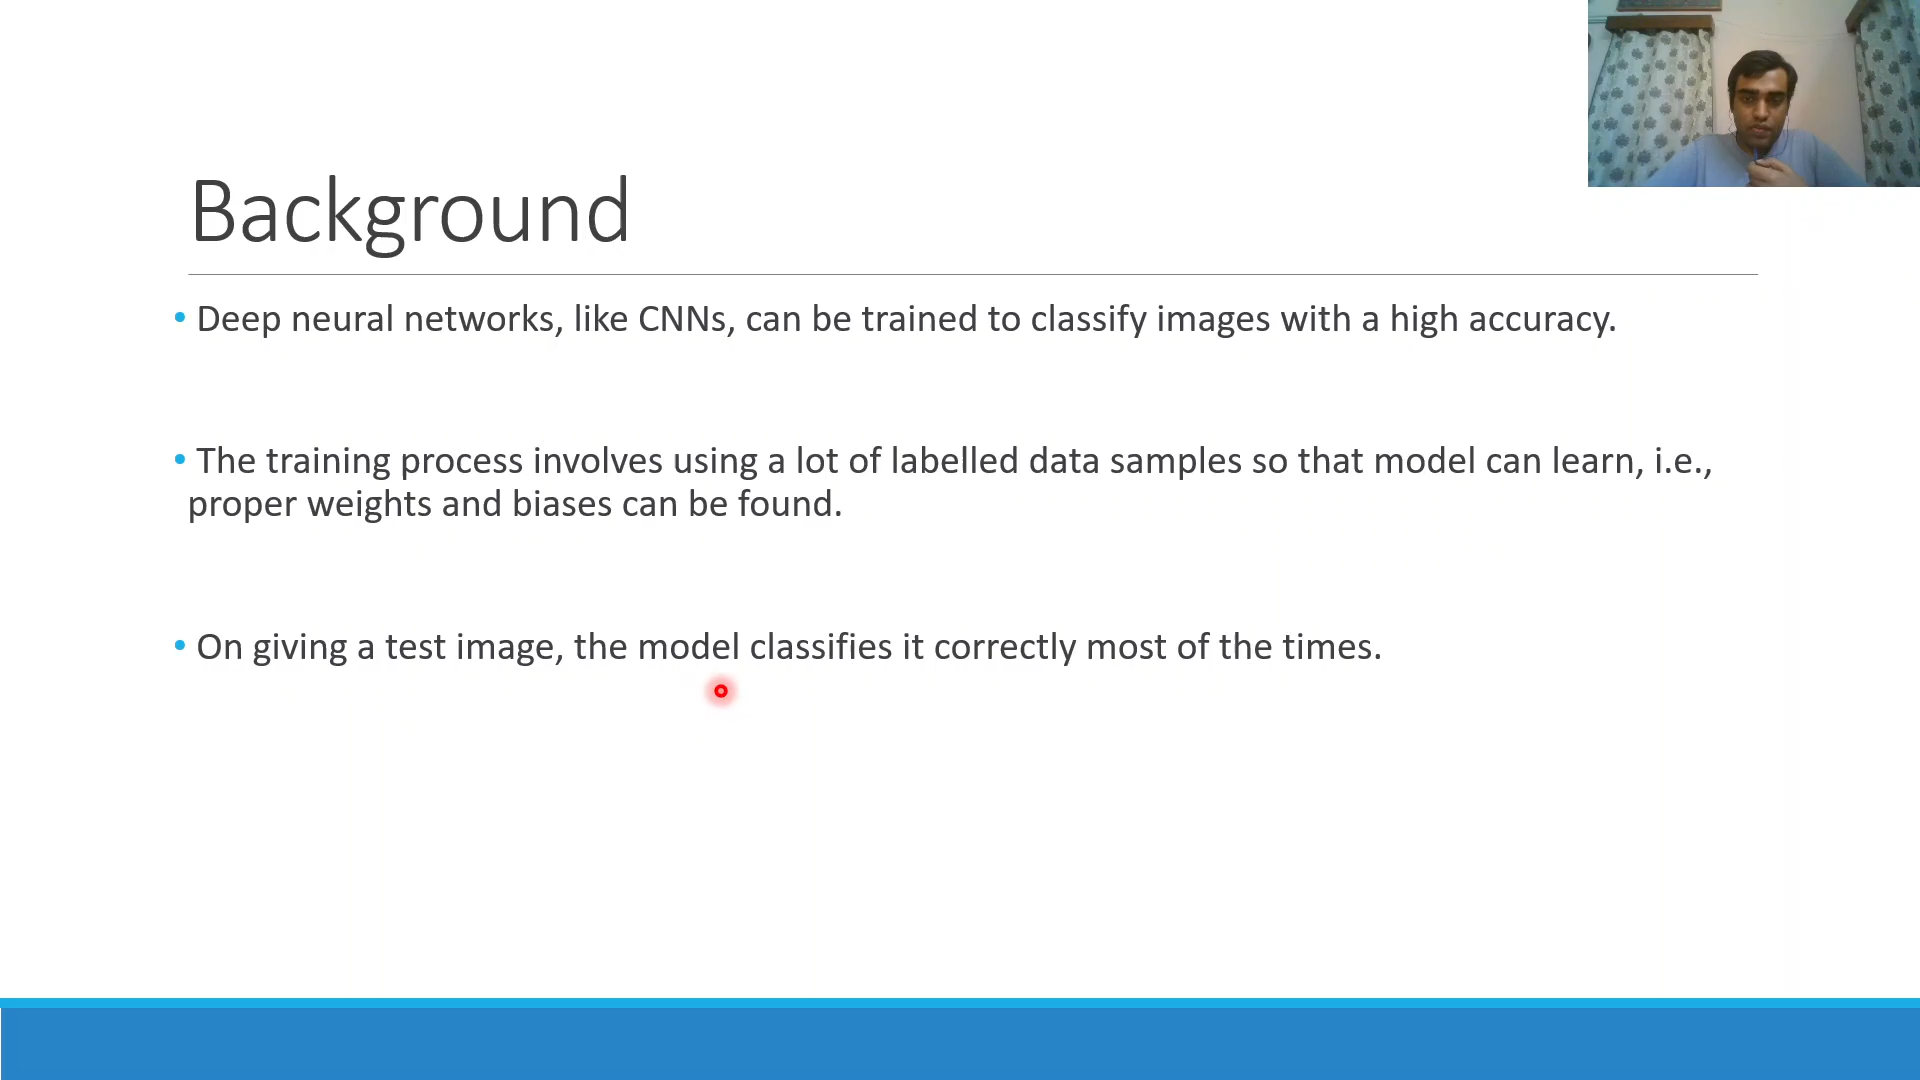 Background
• Deep neural networks, like CNNs, can be trained to classify images with a high accuracy.
• The training process involves using a lot of labelled data samples so that model can learn, i.e.,
proper weights and biases can be found.
• On giving a test image, the model classifies it correctly most of the times.